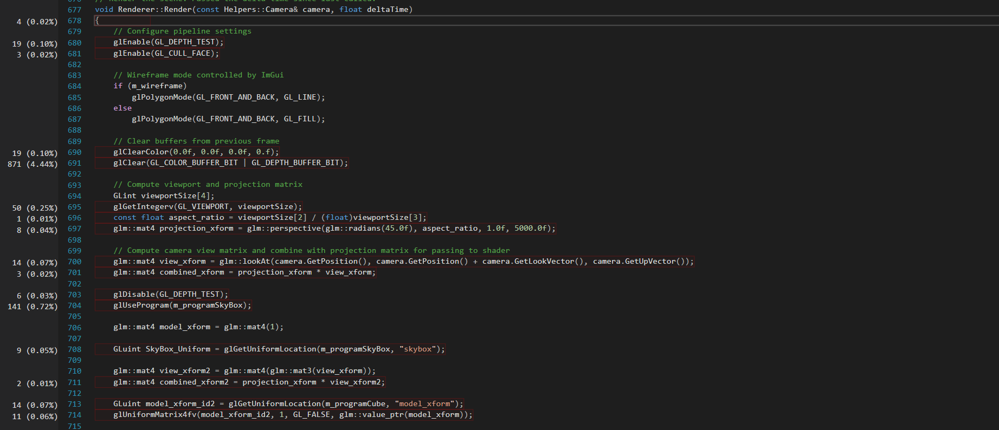 676 // Render the scene. Passed the delta time since last called.
677 void Renderer::Render(const Helpers::Camera& camera, float deltaTime)
4 (0.02%) 678 {
679 // Configure pipeline settings
19 (0.10%) 680 glEnable(GL_DEPTH_TEST);
3 (0.02%) 681 glEnable(GL_CULL_FACE);
682
683 // Wireframe mode controlled by ImGui
684 if (m_wireframe)
685 glPolygonMode(GL_FRONT_AND_BACK, GL_LINE);
686 else
687 glPolygonMode(GL_FRONT_AND_BACK, GL_FILL);
688
689 // Clear buffers from previous frame
19 (0.10%) 690 glClearColor(0.0f, 0.0f, 0.0f, 0.f);
871 (4.44%) 691 glClear(GL_COLOR_BUFFER_BIT | GL_DEPTH_BUFFER_BIT);
692
693 // Compute viewport and projection matrix
694 GLint viewportSize[4];
50 (0.25%) 695 glGetIntegerv(GL_VIEWPORT, viewportSize);
1 (0.01%) 696 const float aspect_ratio = viewportSize[2] / (float)viewportSize[3];
8 (0.04%) 697 glm::mat4 projection_xform = glm::perspective(glm::radians(45.0f), aspect_ratio, 1.0f, 5000.0f);
698
699 // Compute camera view matrix and combine with projection matrix for passing to shader
14 (0.07%) 700 glm::mat4 view_xform = glm::lookAt(camera.GetPosition(), camera.GetPosition() + camera.GetLookVector(), camera.GetUpVector());
3 (0.02%) 701 glm::mat4 combined_xform = projection_xform * view_xform;
702
6 (0.03%) 703 glDisable(GL_DEPTH_TEST);
141 (0.72%) 704 glUseProgram(m_programSkyBox);
705
706 glm::mat4 model_xform = glm::mat4(1);
707
9 (0.05%) 708 GLuint SkyBox_Uniform = glGetUniformLocation(m_programSkyBox, "skybox");
709
710 glm::mat4 view_xform2 = glm::mat4(glm::mat3(view_xform));
2 (0.01%) 711 glm::mat4 combined_xform2 = projection_xform * view_xform2;
712
14 (0.07%) 713 GLuint model_xform_id2 = glGetUniformLocation(m_programCube, "model_xform");
11 (0.06%) 714 glUniformMatrix4fv(model_xform_id2, 1, GL_FALSE, glm::value_ptr(model_xform));
715